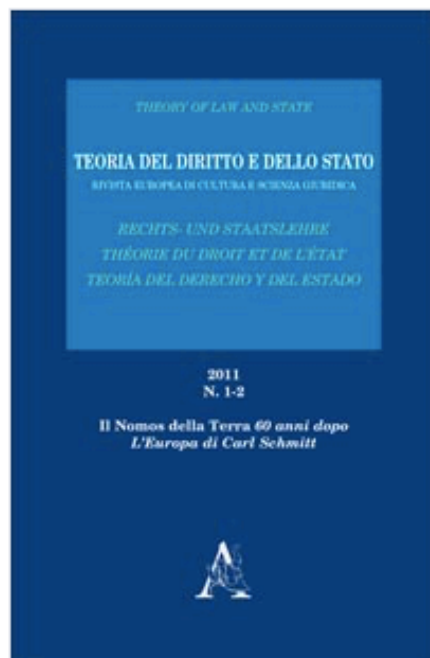 THEORY OF LAW AND STATE
TEORIA DEL DIRITTO E DELLO STATO
RIVISTA EUROPEA DI CULTURA E SCIENZA GIURIDICA
RECHTS- UND STAATSLEHRE
THÉORIE DU DROIT ET DE L'ÉTAT
TEORÍA DEL DERECHO Y DEL ESTADO
2011
N. 1-2
Il Nomos della Terra 60 anni dopo
L'Europa di Carl Schmitt
A